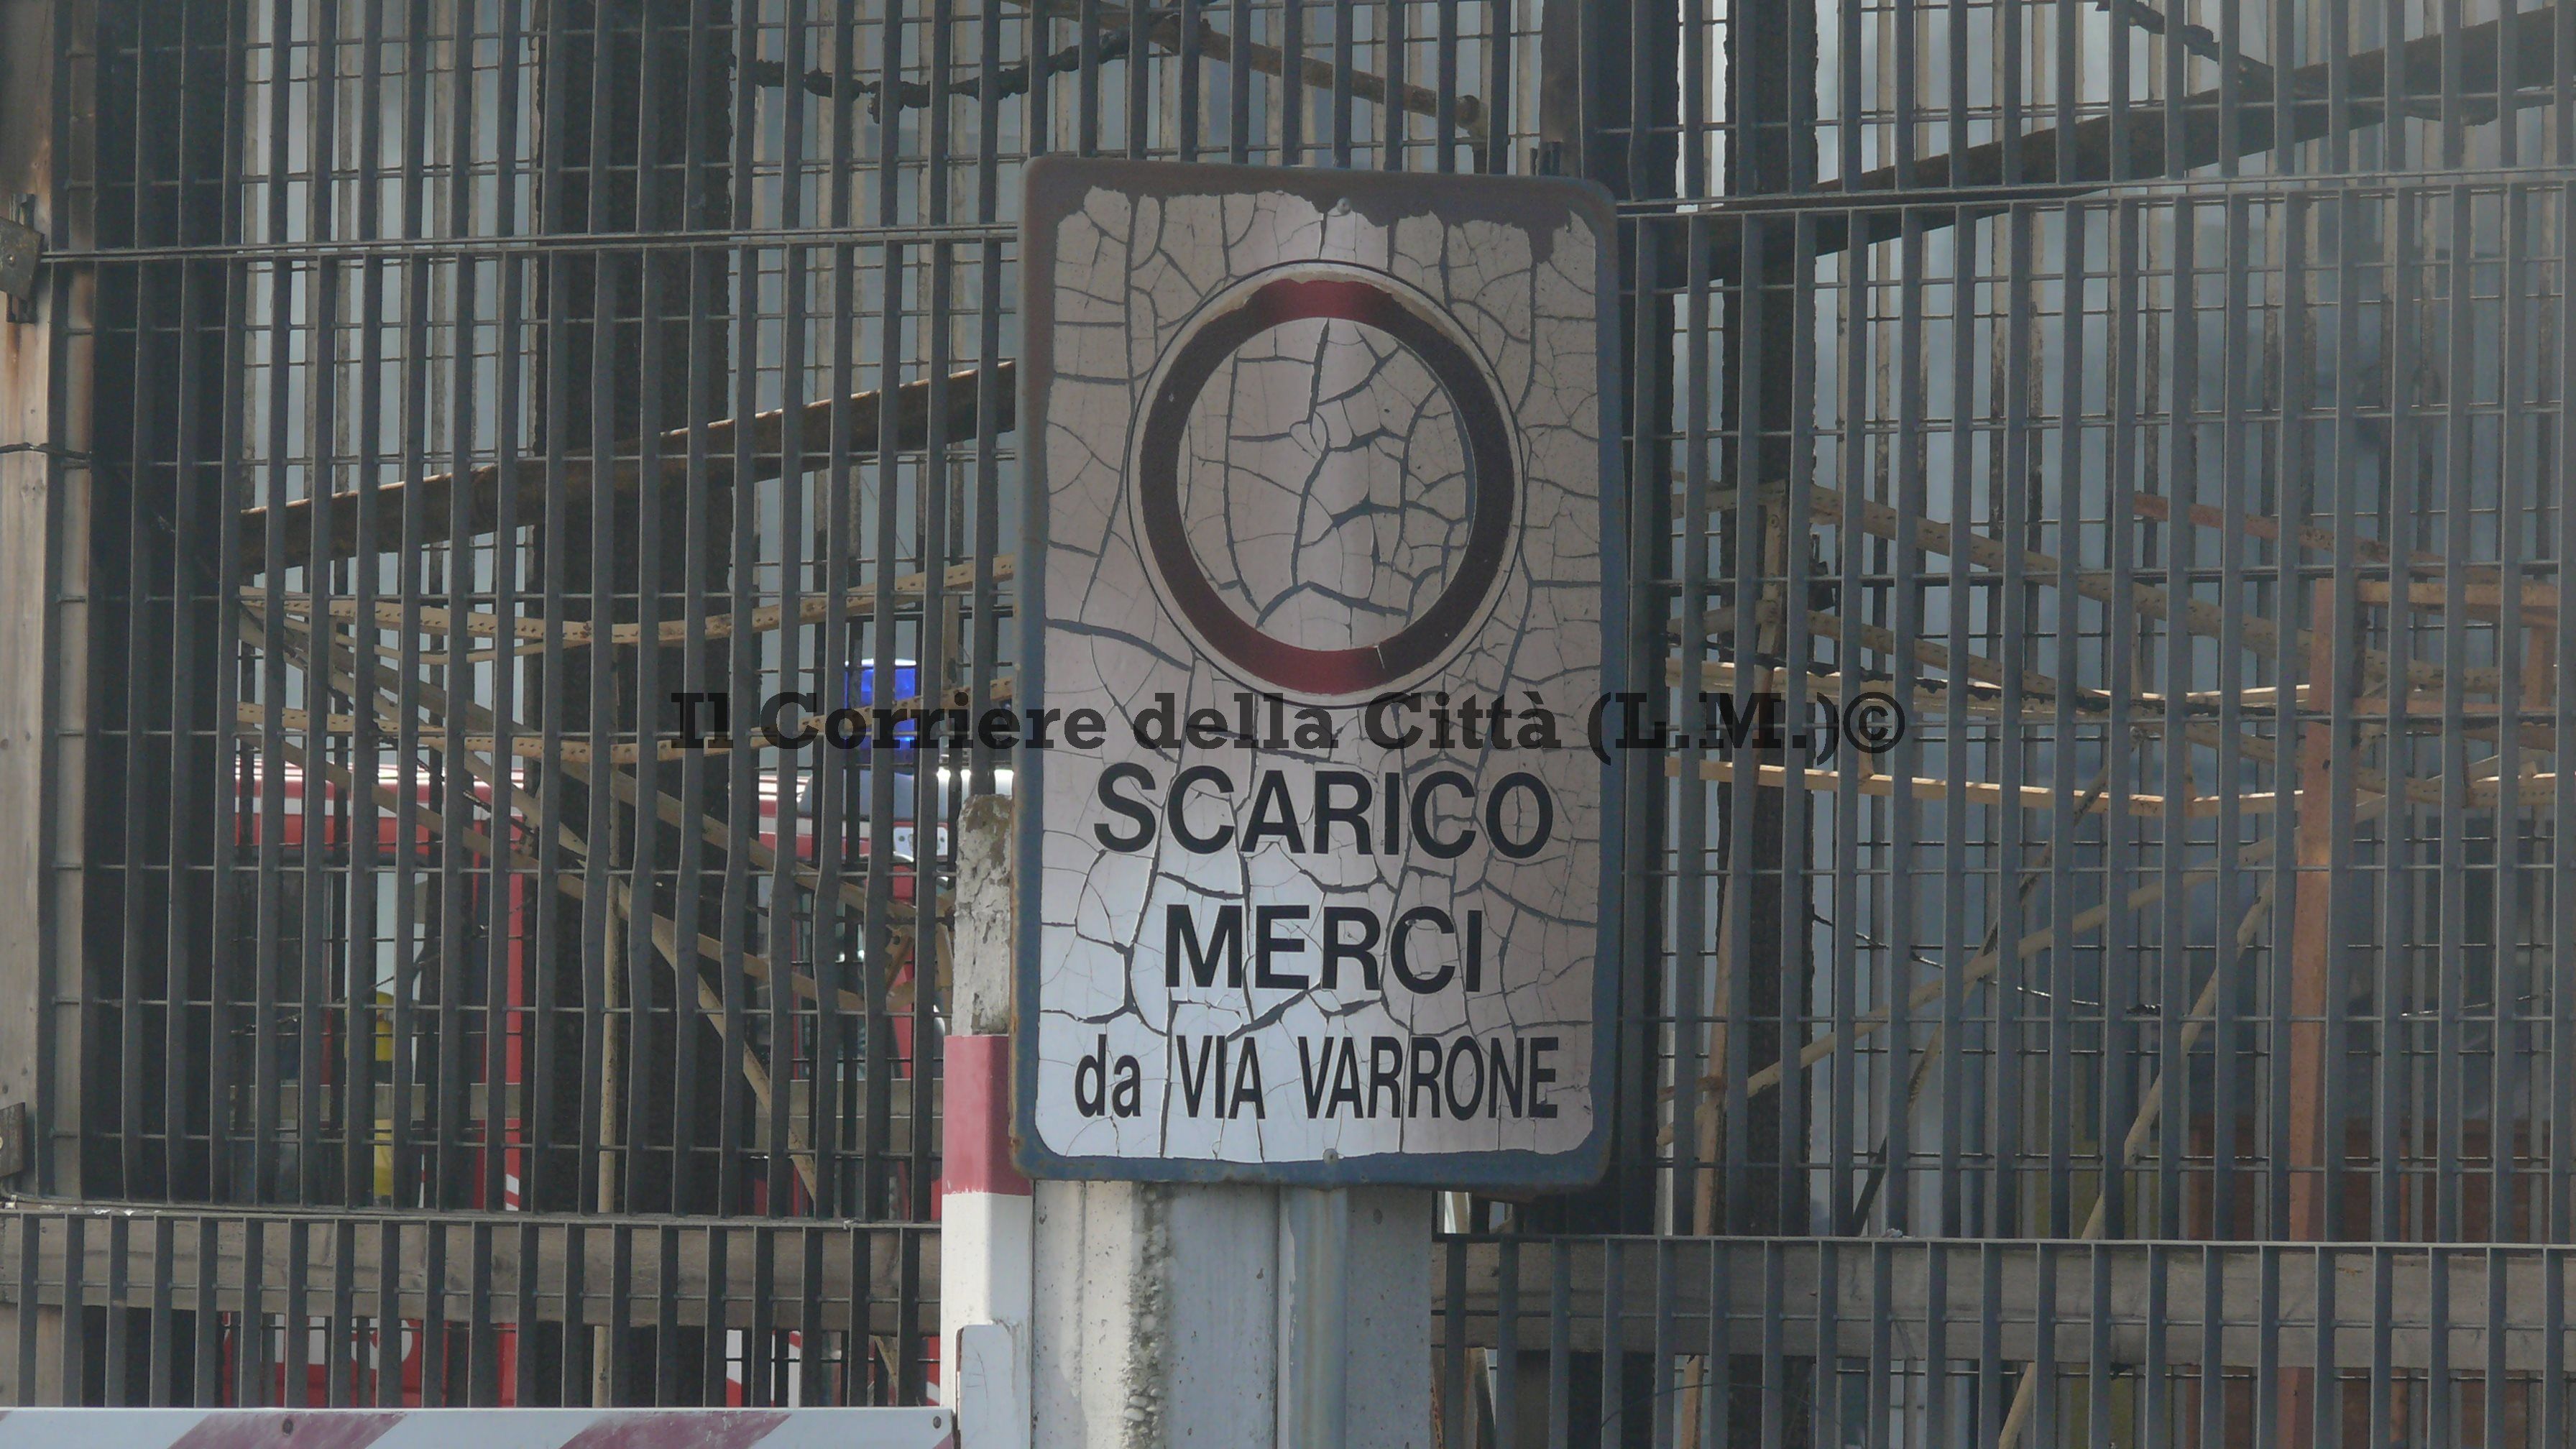 Il Corriere della Città (L.M.)©
SCARICO
MERCI
da VIA VARRONE